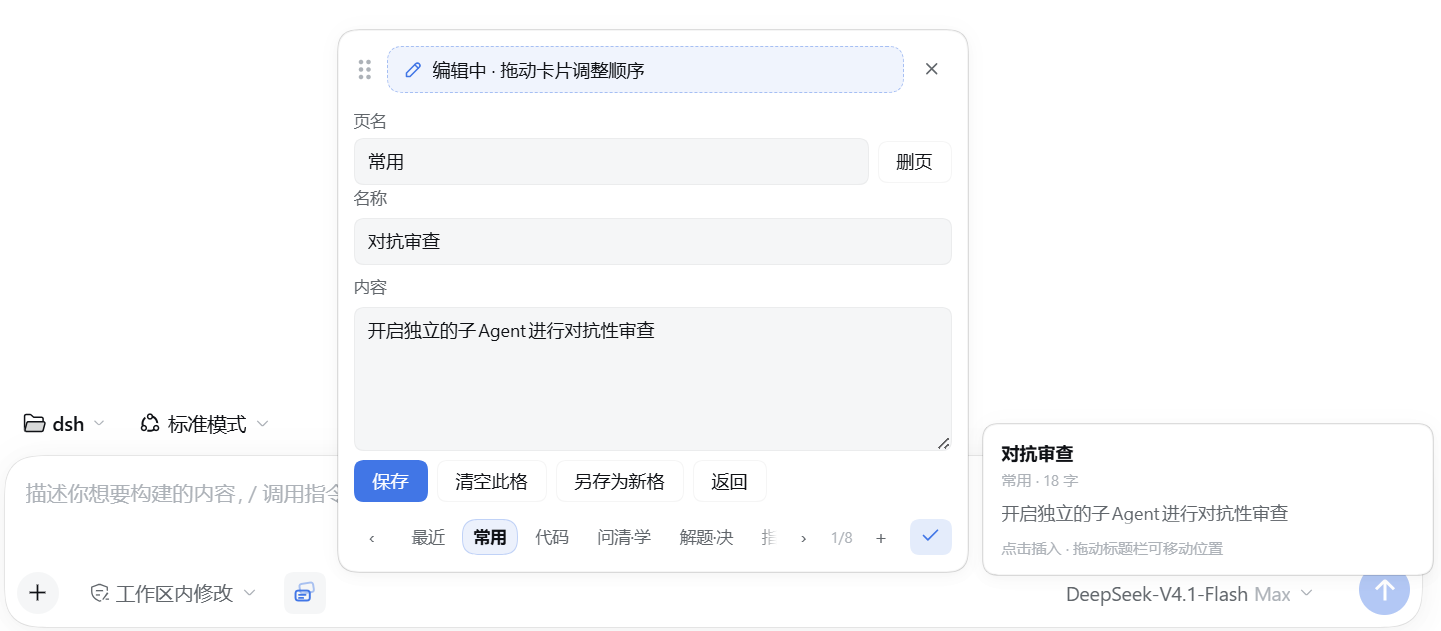 编辑中 · 拖动卡片调整顺序
页名
常用
删页
名称
对抗审查
内容
开启独立的子Agent进行对抗性审查
保存
清空此格
另存为新格
返回
‹ 最近 常用 代码 问清·学 解题·决 › 1/8 +
dsh 标准模式
描述你想要构建的内容, / 调用指令
对抗审查
常用 · 18 字
开启独立的子Agent进行对抗性审查
点击插入 · 拖动标题栏可移动位置
+ 工作区内修改
DeepSeek-V4.1-Flash Max